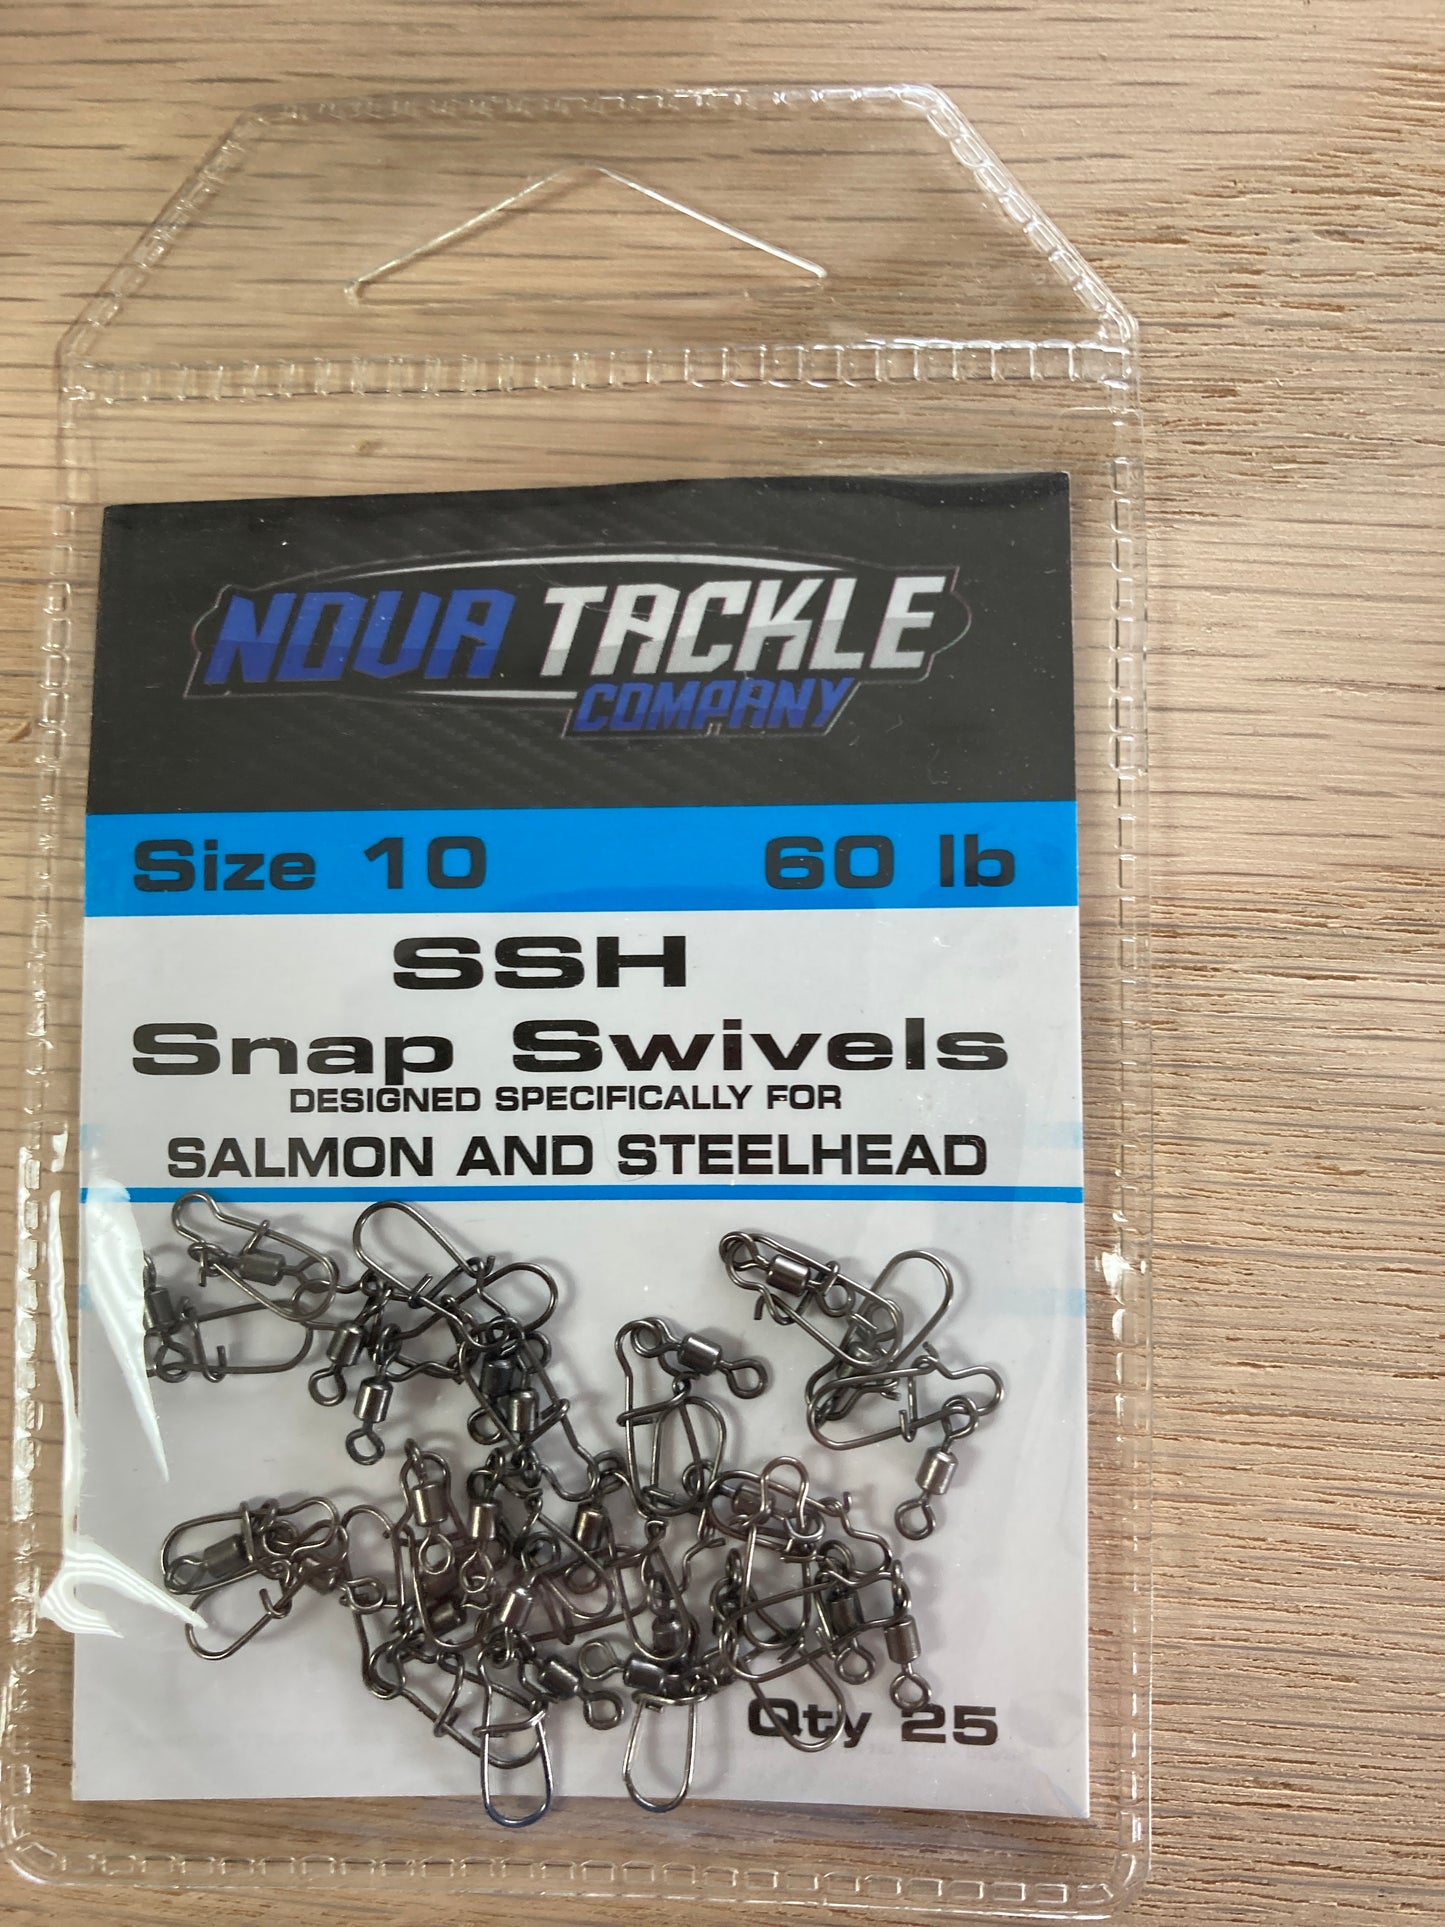 NOVA TACKLE
COMPANY
Size 10 60 lb
SSH
Snap Swivels
DESIGNED SPECIFICALLY FOR
SALMON AND STEELHEAD
Qty 25